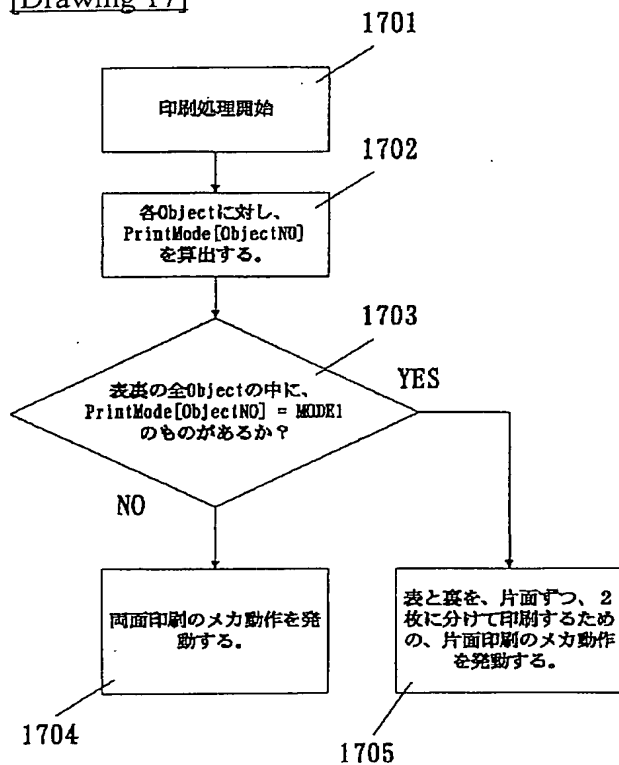 [Drawing 17]
1701
印刷処理開始
1702
各Objectに対し、
PrintMode[ObjectNO]
を算出する。
1703
表裏の全Objectの中に、
PrintMode[ObjectNO] = MODE1
のものがあるか？
YES
NO
両面印刷のメカ動作を発
動する。
1704
表と裏を、片面ずつ、２
枚に分けて印刷するため
の、片面印刷のメカ動作
を発動する。
1705